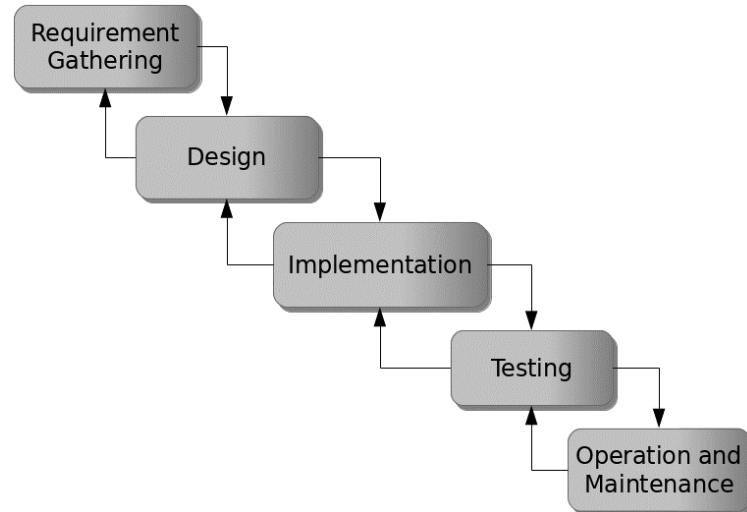 Requirement
Gathering
Design
Implementation
Testing
Operation and
Maintenance